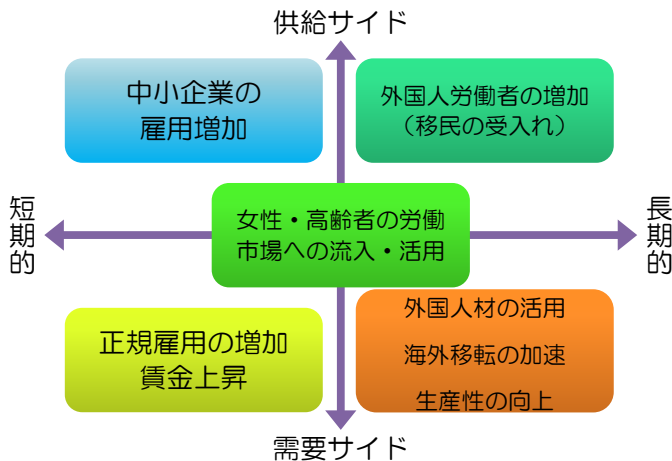 供給サイド
中小企業の
雇用増加
外国人労働者の増加
（移民の受入れ）
短期的
女性・高齢者の労働
市場への流入・活用
長期的
正規雇用の増加
賃金上昇
外国人材の活用
海外移転の加速
生産性の向上
需要サイド